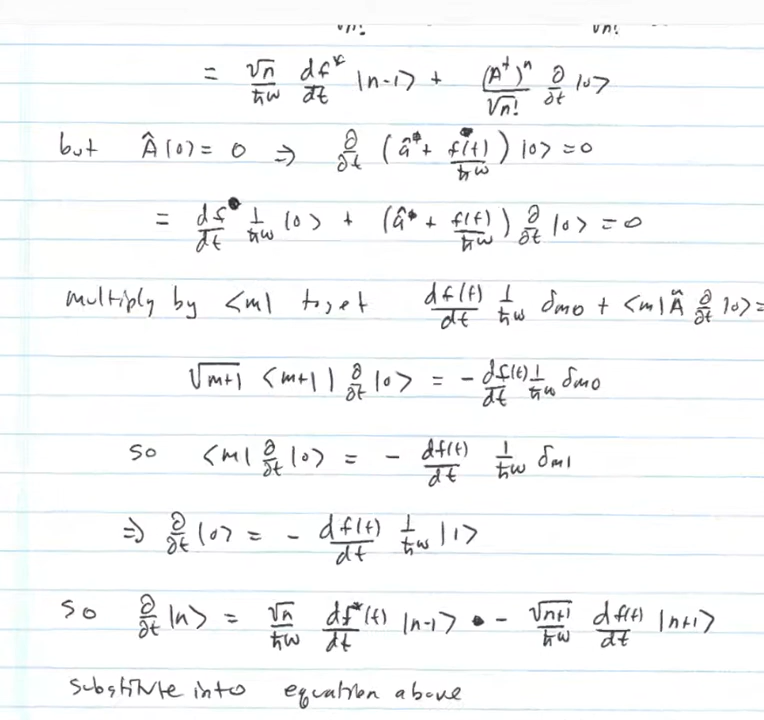 √n! √n!
= √n/ħω df*/dt |n-1> + (A†)ⁿ/√n! ∂/∂t |0>
but Â|0> = 0 ⇒ ∂/∂t (â + f(t)/ħω) |0> = 0
= df/dt 1/ħω |0> + (â + f(t)/ħω) ∂/∂t |0> = 0
multiply by <m| to get df(t)/dt 1/ħω δm0 + <m|Â ∂/∂t |0> =
√m+1 <m+1| ∂/∂t |0> = - df(t)/dt 1/ħω δm0
so <m| ∂/∂t |0> = - df(t)/dt 1/ħω δm1
⇒ ∂/∂t |0> = - df(t)/dt 1/ħω |1>
so ∂/∂t |n> = √n/ħω df*(t)/dt |n-1> - √n+1/ħω df(t)/dt |n+1>
substitute into equation above